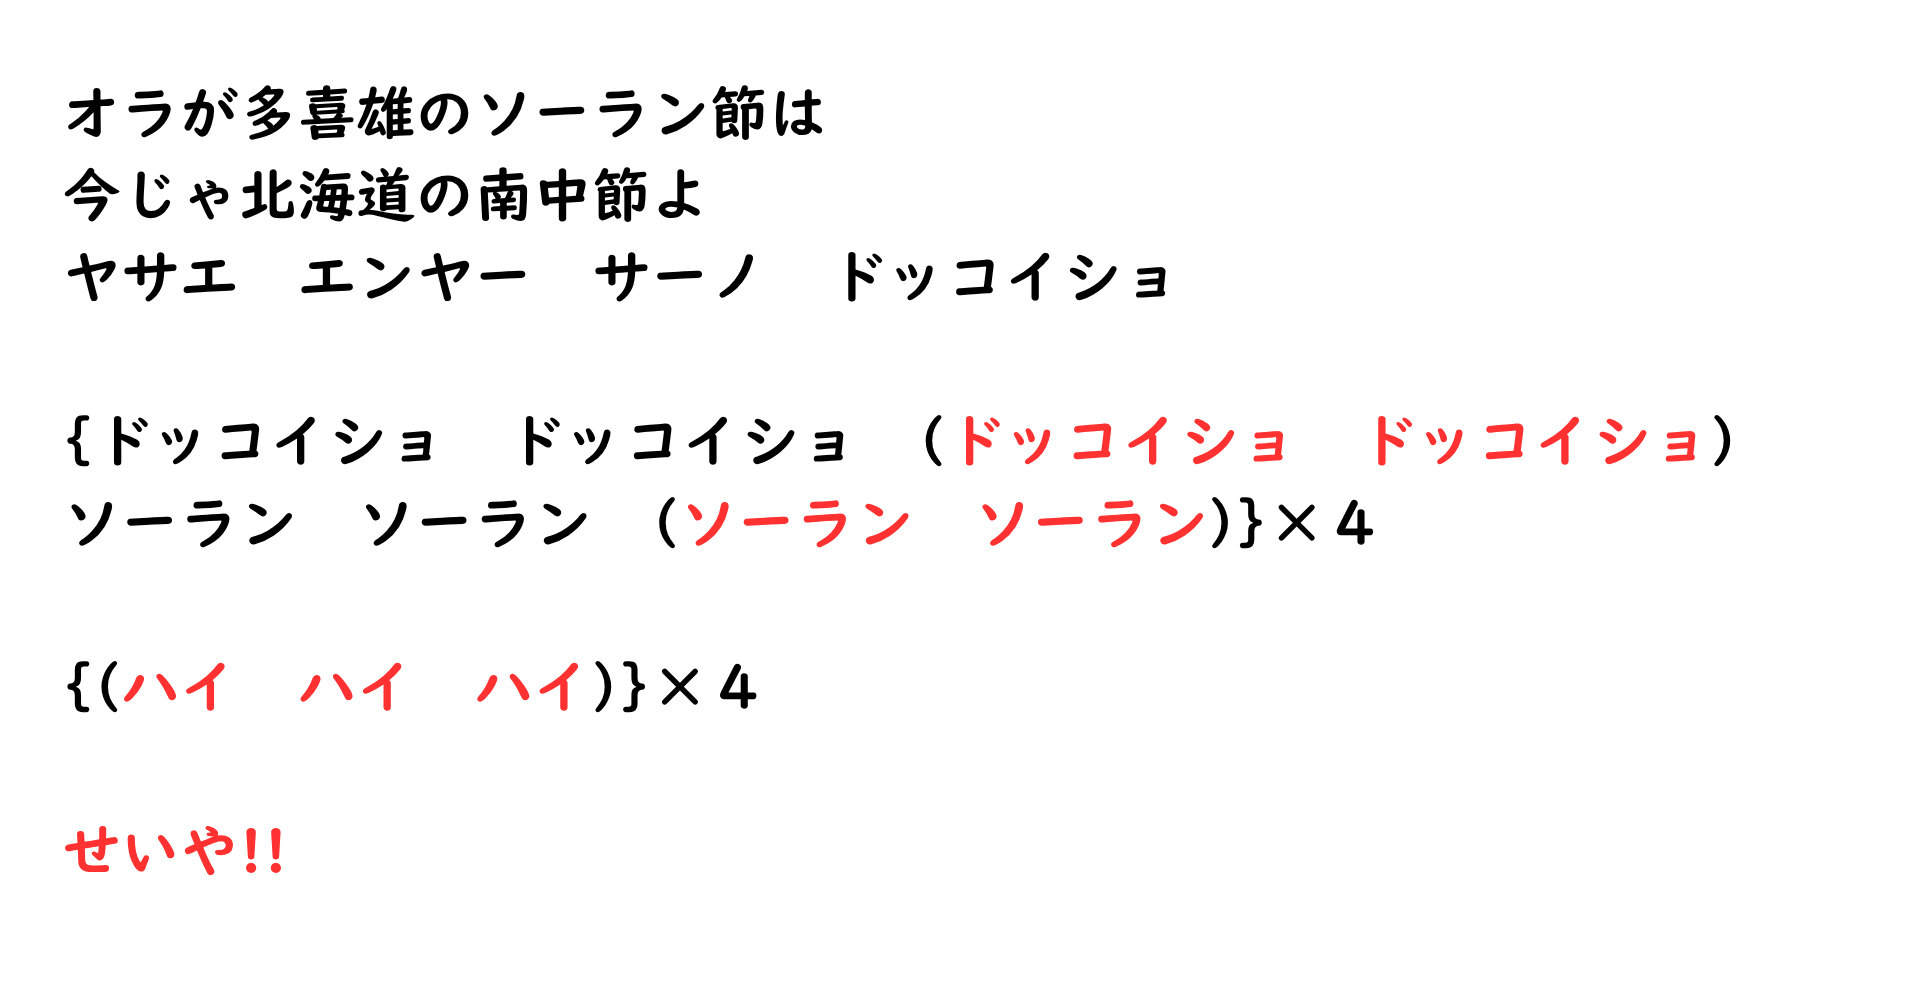 オラが多喜雄のソーラン節は
今じゃ北海道の南中節よ
ヤサエ　エンヤー　サーノ　ドッコイショ
{ドッコイショ　ドッコイショ　(ドッコイショ　ドッコイショ)
ソーラン　ソーラン　(ソーラン　ソーラン)}×４
{(ハイ　ハイ　ハイ)}×４
せいや!!